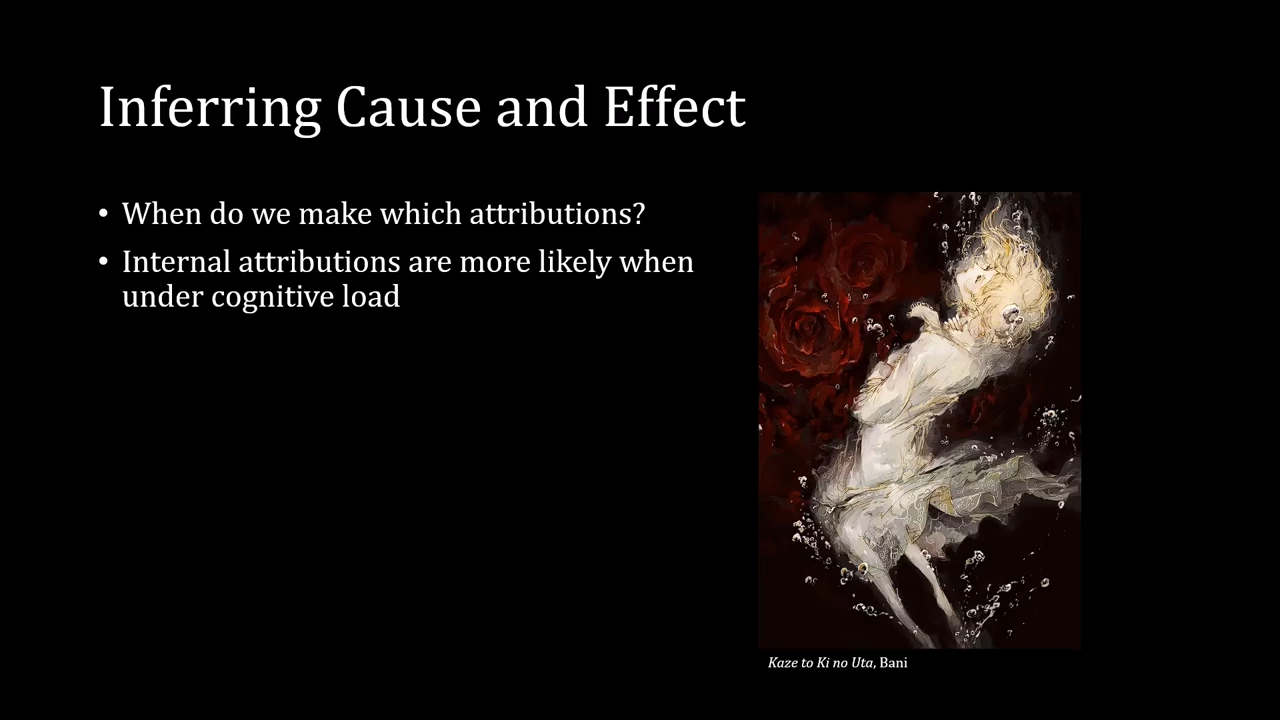 Inferring Cause and Effect
• When do we make which attributions?
• Internal attributions are more likely when
under cognitive load
Kaze to Ki no Uta, Bani